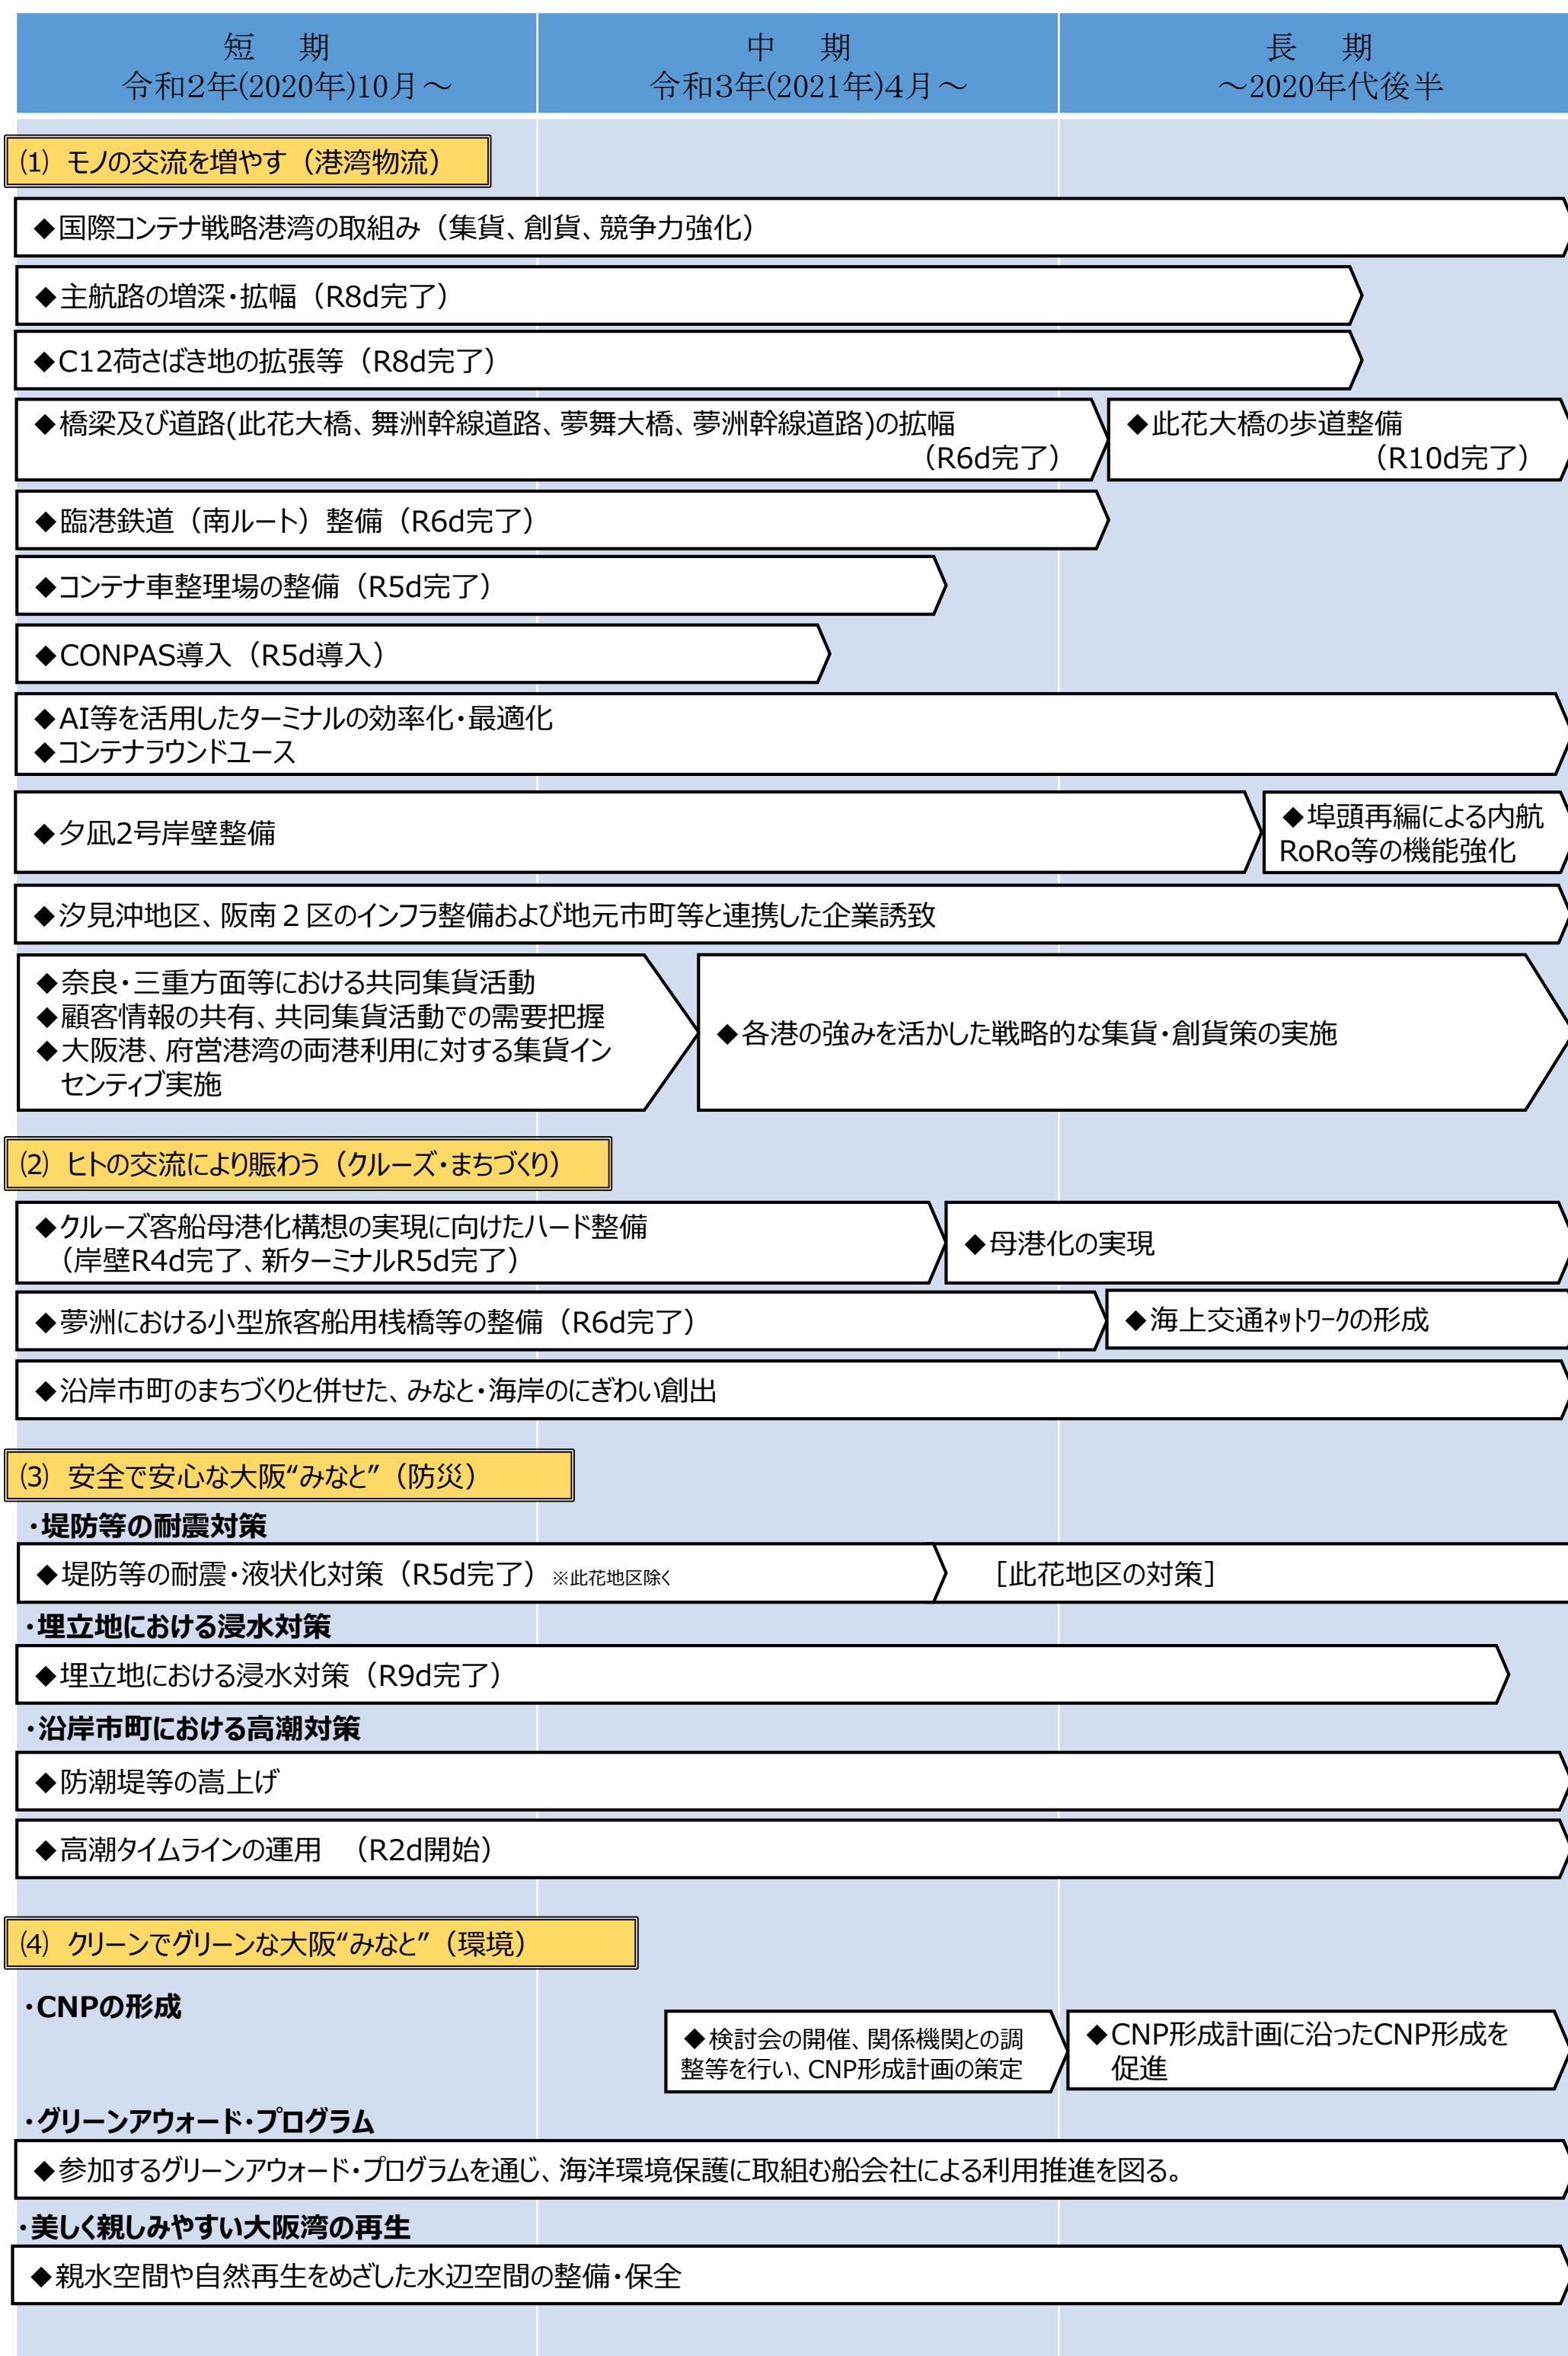 短　期
令和2年(2020年)10月～
中　期
令和3年(2021年)4月～
長　期
～2020年代後半
⑴ モノの交流を増やす（港湾物流）
◆国際コンテナ戦略港湾の取組み（集貨、創貨、競争力強化）
◆主航路の増深・拡幅（R8d完了）
◆C12荷さばき地の拡張等（R8d完了）
◆橋梁及び道路(此花大橋、舞洲幹線道路、夢舞大橋、夢洲幹線道路)の拡幅
（R6d完了）
◆此花大橋の歩道整備
（R10d完了）
◆臨港鉄道（南ルート）整備（R6d完了）
◆コンテナ車整理場の整備（R5d完了）
◆CONPAS導入（R5d導入）
◆AI等を活用したターミナルの効率化・最適化
◆コンテナラウンドユース
◆夕凪2号岸壁整備
◆埠頭再編による内航
RoRo等の機能強化
◆汐見沖地区、阪南２区のインフラ整備および地元市町等と連携した企業誘致
◆奈良・三重方面等における共同集貨活動
◆顧客情報の共有、共同集貨活動での需要把握
◆大阪港、府営港湾の両港利用に対する集貨イン
センティブ実施
◆各港の強みを活かした戦略的な集貨・創貨策の実施
⑵ ヒトの交流により賑わう（クルーズ・まちづくり）
◆クルーズ客船母港化構想の実現に向けたハード整備
（岸壁R4d完了、新ターミナルR5d完了）
◆母港化の実現
◆夢洲における小型旅客船用桟橋等の整備（R6d完了）
◆海上交通ネットワークの形成
◆沿岸市町のまちづくりと併せた、みなと・海岸のにぎわい創出
⑶ 安全で安心な大阪“みなと”（防災）
・堤防等の耐震対策
◆堤防等の耐震・液状化対策（R5d完了）※此花地区除く
［此花地区の対策］
・埋立地における浸水対策
◆埋立地における浸水対策（R9d完了）
・沿岸市町における高潮対策
◆防潮堤等の嵩上げ
◆高潮タイムラインの運用　（R2d開始）
⑷ クリーンでグリーンな大阪“みなと”（環境）
・CNPの形成
◆検討会の開催、関係機関との調
整等を行い、CNP形成計画の策定
◆CNP形成計画に沿ったCNP形成を
促進
・グリーンアウォード・プログラム
◆参加するグリーンアウォード・プログラムを通じ、海洋環境保護に取組む船会社による利用推進を図る。
・美しく親しみやすい大阪湾の再生
◆親水空間や自然再生をめざした水辺空間の整備・保全